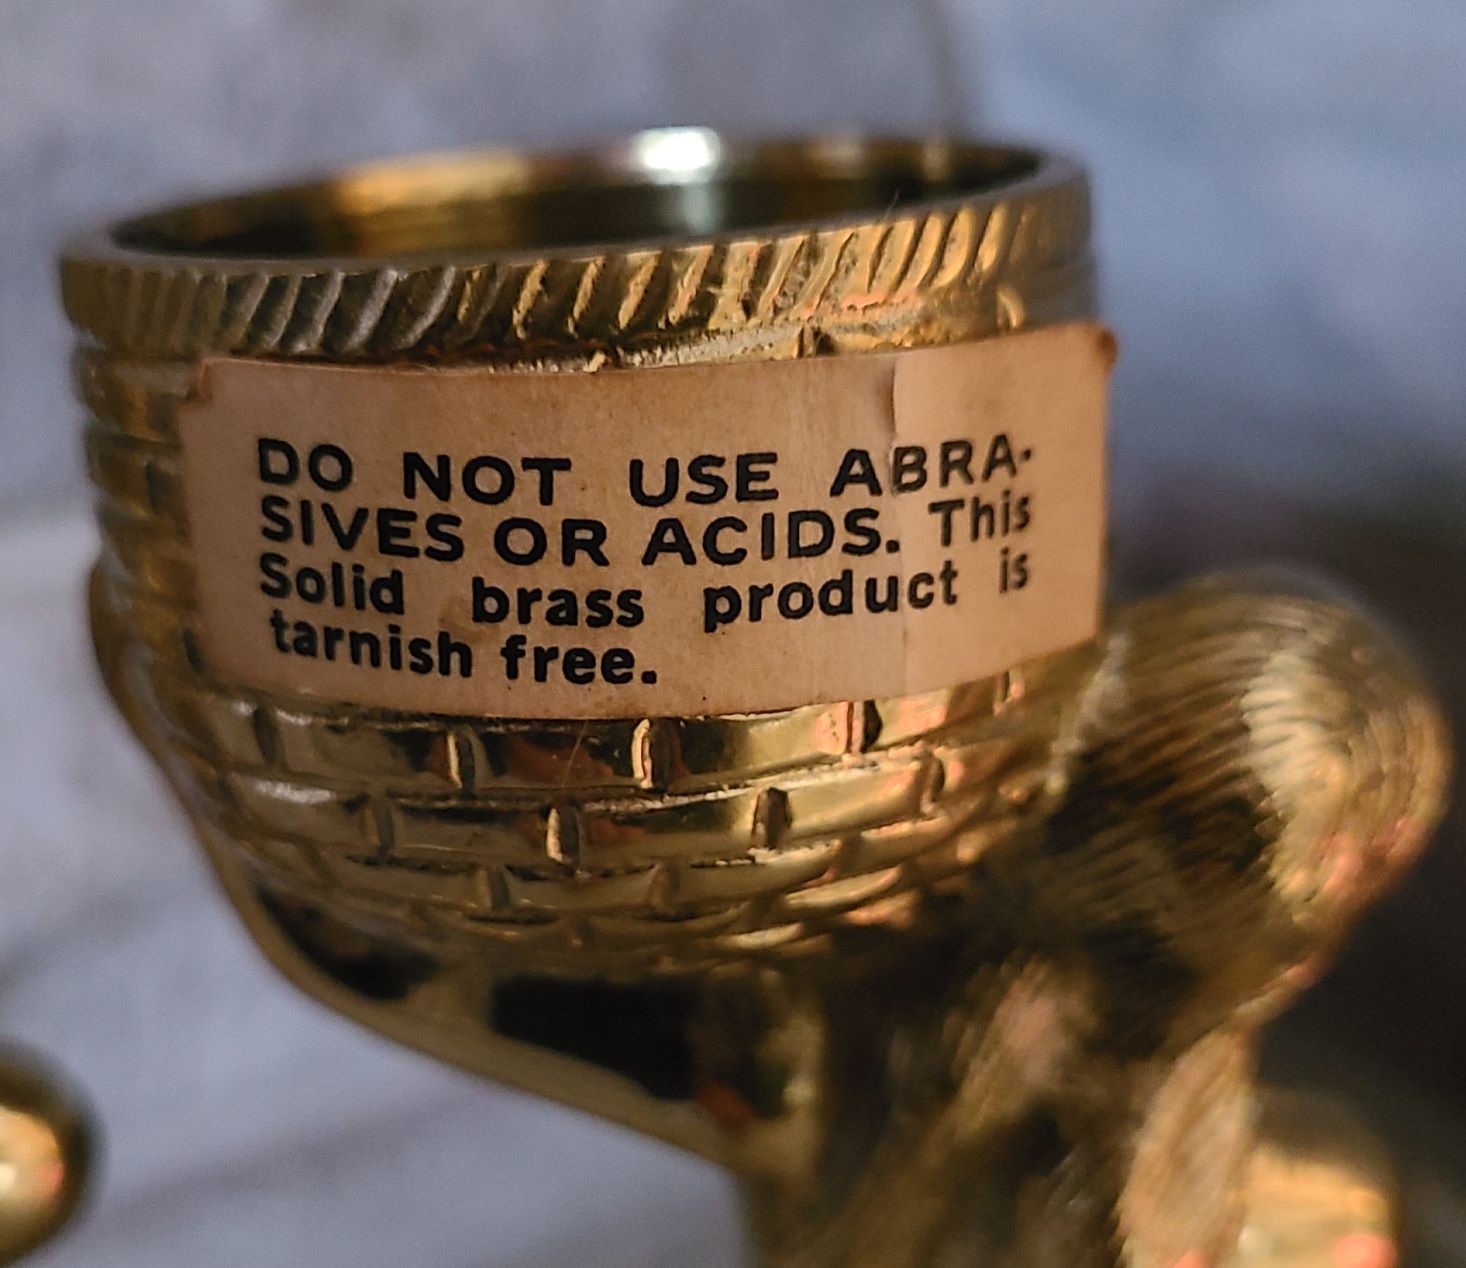 DO NOT USE ABRA-
SIVES OR ACIDS. This
Solid brass product is
tarnish free.